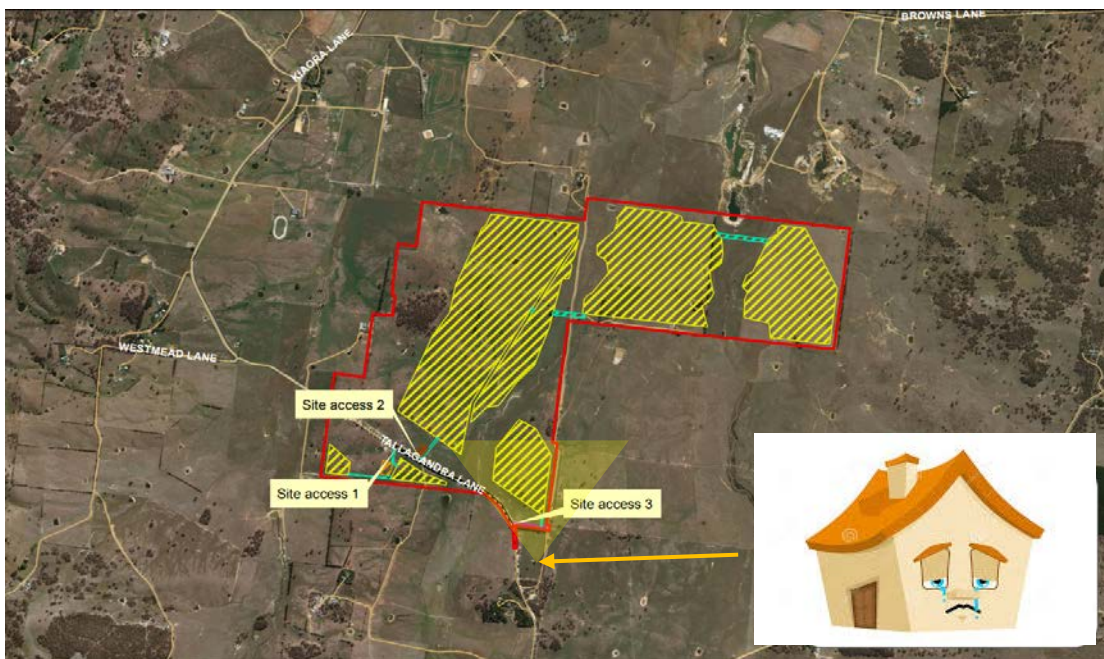 BROWNS LANE
KIAORA LANE
WESTMEAD LANE
Site access 2
TALLAGANDRA LANE
Site access 1
Site access 3